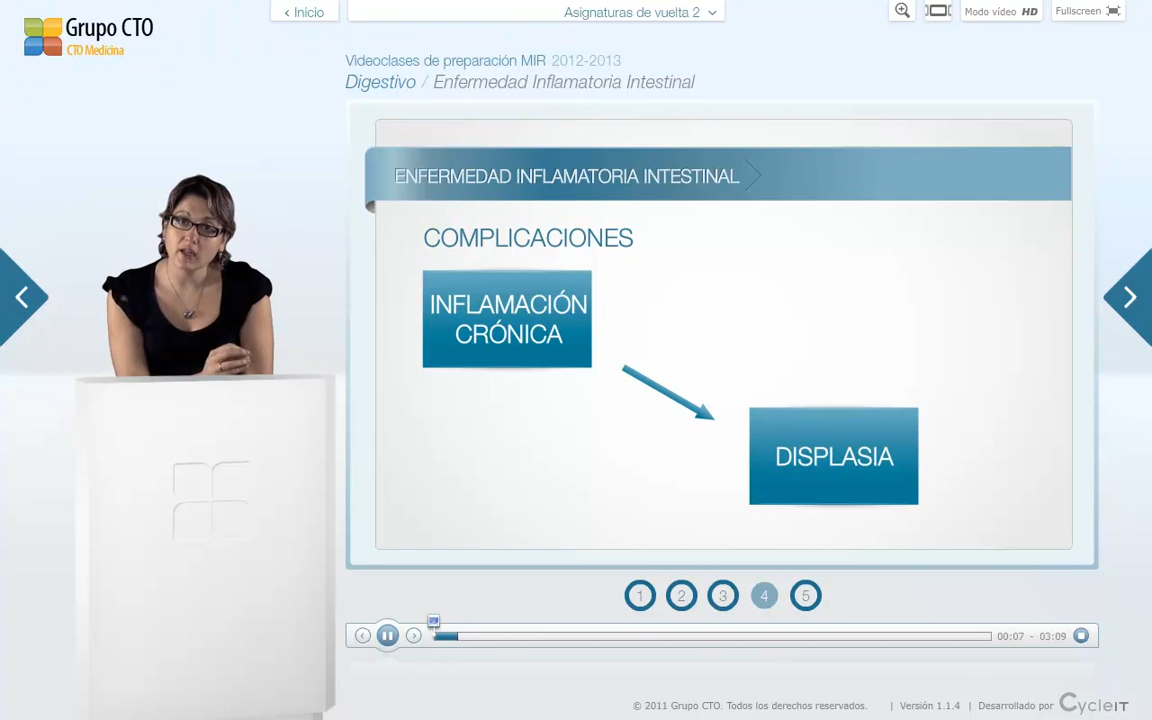 Grupo CTO
CTO Medicina
‹ Inicio
Asignaturas de vuelta 2
Modo vídeo HD
Fullscreen
Videoclases de preparación MIR 2012-2013
Digestivo / Enfermedad Inflamatoria Intestinal
ENFERMEDAD INFLAMATORIA INTESTINAL
COMPLICACIONES
INFLAMACIÓN
CRÓNICA
DISPLASIA
1 2 3 4 5
00:07 - 03:09
© 2011 Grupo CTO. Todos los derechos reservados. | Versión 1.1.4 | Desarrollado por CycleIT